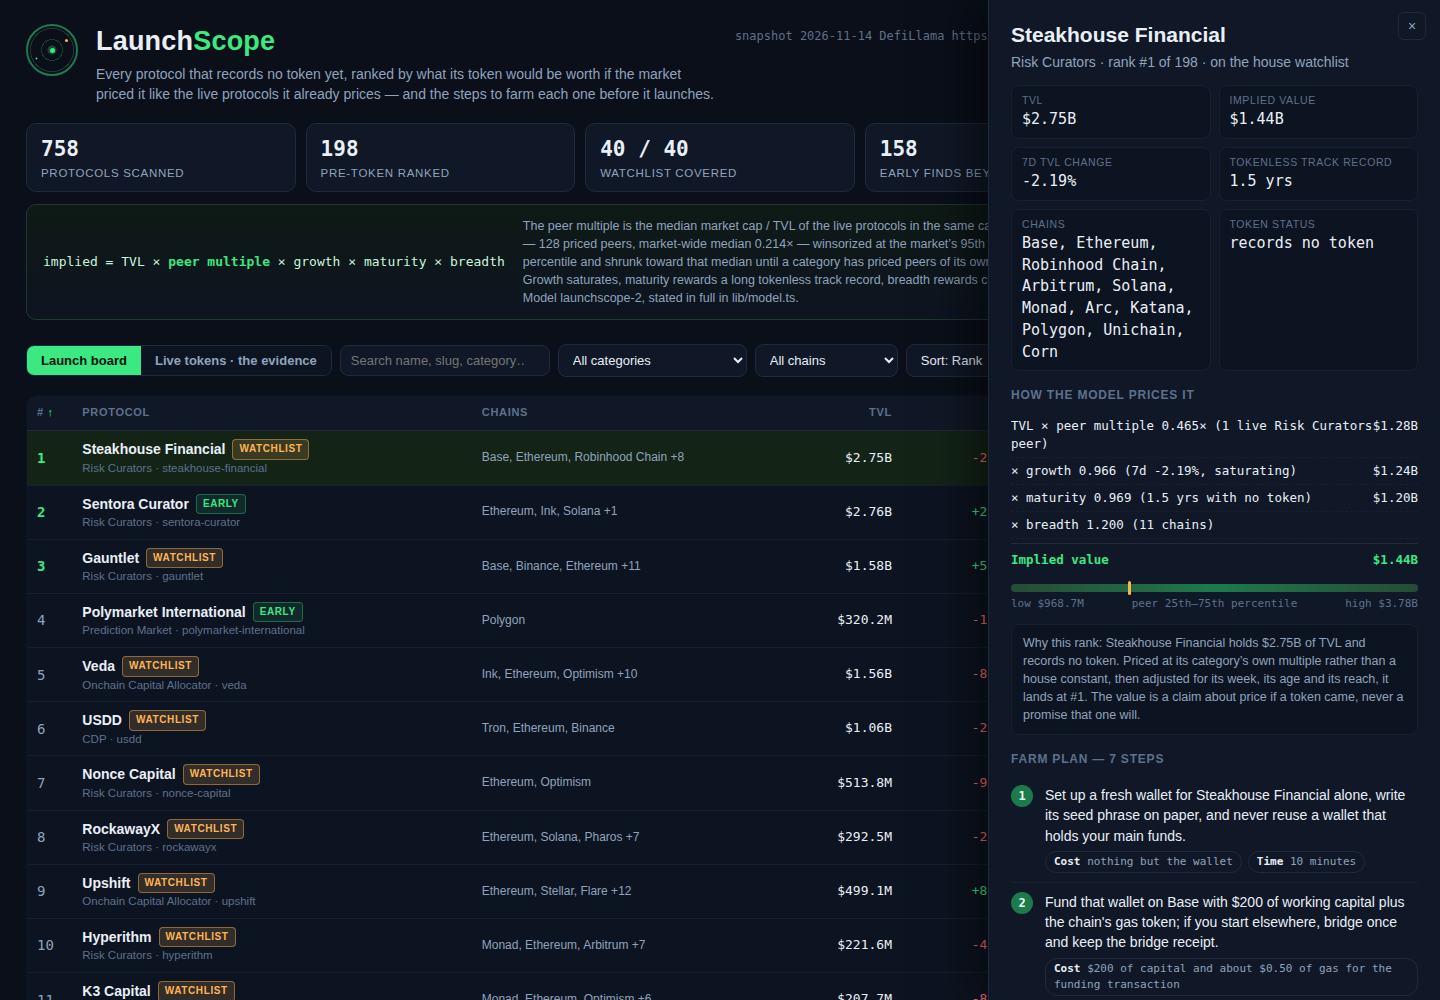 LaunchScope
snapshot 2026-11-14 DefiLlama https
Every protocol that records no token yet, ranked by what its token would be worth if the market
priced it like the live protocols it already prices — and the steps to farm each one before it launches.
758
PROTOCOLS SCANNED
198
PRE-TOKEN RANKED
40 / 40
WATCHLIST COVERED
158
EARLY FINDS BEY
implied = TVL × peer multiple × growth × maturity × breadth
The peer multiple is the median market cap / TVL of the live protocols in the same ca
— 128 priced peers, market-wide median 0.214× — winsorized at the market's 95th
percentile and shrunk toward that median until a category has priced peers of its own
Growth saturates, maturity rewards a long tokenless track record, breadth rewards c
Model launchscope-2, stated in full in lib/model.ts.
Launch board
Live tokens · the evidence
Search name, slug, category..
All categories
All chains
Sort: Rank
# ↑ PROTOCOL CHAINS TVL
1 Steakhouse Financial WATCHLIST Base, Ethereum, Robinhood Chain +8 $2.75B -2
Risk Curators · steakhouse-financial
2 Sentora Curator EARLY Ethereum, Ink, Solana +1 $2.76B +2
Risk Curators · sentora-curator
3 Gauntlet WATCHLIST Base, Binance, Ethereum +11 $1.58B +5
Risk Curators · gauntlet
4 Polymarket International EARLY Polygon $320.2M -1
Prediction Market · polymarket-international
5 Veda WATCHLIST Ink, Ethereum, Optimism +10 $1.56B -8
Onchain Capital Allocator · veda
6 USDD WATCHLIST Tron, Ethereum, Binance $1.06B -2
CDP · usdd
7 Nonce Capital WATCHLIST Ethereum, Optimism $513.8M -9
Risk Curators · nonce-capital
8 RockawayX WATCHLIST Ethereum, Solana, Pharos +7 $292.5M -2
Risk Curators · rockawayx
9 Upshift WATCHLIST Ethereum, Stellar, Flare +12 $499.1M +8
Onchain Capital Allocator · upshift
10 Hyperithm WATCHLIST Monad, Ethereum, Arbitrum +7 $221.6M -4
Risk Curators · hyperithm
11 K3 Capital WATCHLIST Monad, Ethereum, Optimism +6 $207.7M -8
Steakhouse Financial
×
Risk Curators · rank #1 of 198 · on the house watchlist
TVL
$2.75B
IMPLIED VALUE
$1.44B
7D TVL CHANGE
-2.19%
TOKENLESS TRACK RECORD
1.5 yrs
CHAINS
Base, Ethereum,
Robinhood Chain,
Arbitrum, Solana,
Monad, Arc, Katana,
Polygon, Unichain,
Corn
TOKEN STATUS
records no token
HOW THE MODEL PRICES IT
TVL × peer multiple 0.465× (1 live Risk Curators $1.28B
peer)
× growth 0.966 (7d -2.19%, saturating) $1.24B
× maturity 0.969 (1.5 yrs with no token) $1.20B
× breadth 1.200 (11 chains)
Implied value $1.44B
low $968.7M peer 25th–75th percentile high $3.78B
Why this rank: Steakhouse Financial holds $2.75B of TVL and
records no token. Priced at its category's own multiple rather than a
house constant, then adjusted for its week, its age and its reach, it
lands at #1. The value is a claim about price if a token came, never a
promise that one will.
FARM PLAN — 7 STEPS
1 Set up a fresh wallet for Steakhouse Financial alone, write
its seed phrase on paper, and never reuse a wallet that
holds your main funds.
Cost nothing but the wallet Time 10 minutes
2 Fund that wallet on Base with $200 of working capital plus
the chain's gas token; if you start elsewhere, bridge once
and keep the bridge receipt.
Cost $200 of capital and about $0.50 of gas for the
funding transaction